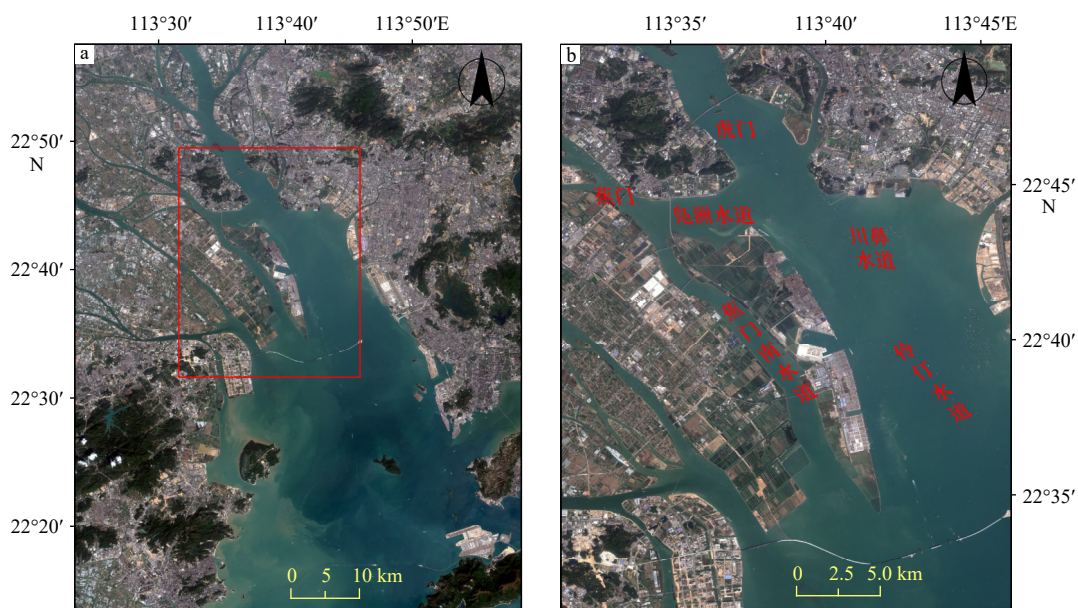 113°30′
113°40′
113°50′E
a
22°50′
N
22°40′
22°30′
22°20′
0 5 10 km
113°35′
113°40′
113°45′E
b
虎门
蕉门
凫洲水道
川鼻
水道
蕉门南水道
伶仃水道
22°45′
N
22°40′
22°35′
0 2.5 5.0 km